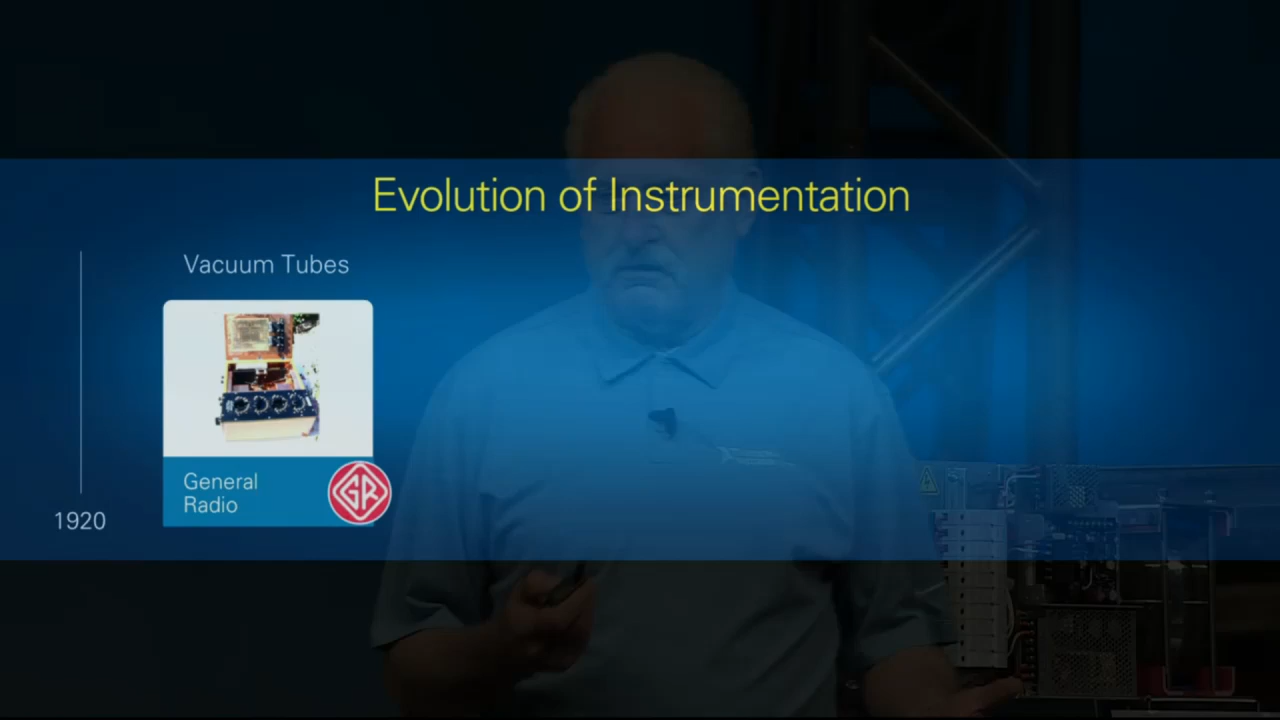 Evolution of Instrumentation
Vacuum Tubes
General
Radio
GR
1920